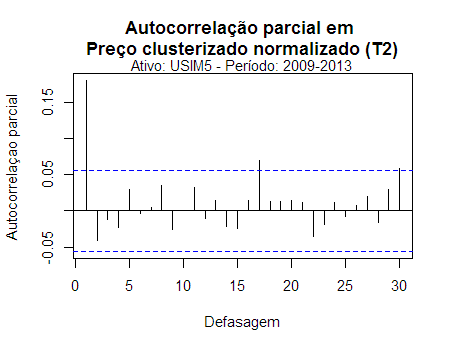 Autocorrelação parcial em
Preço clusterizado normalizado (T2)
Ativo: USIM5 - Período: 2009-2013
Autocorrelaçao parcial
0.15
0.05
-0.05
0 5 10 15 20 25 30
Defasagem